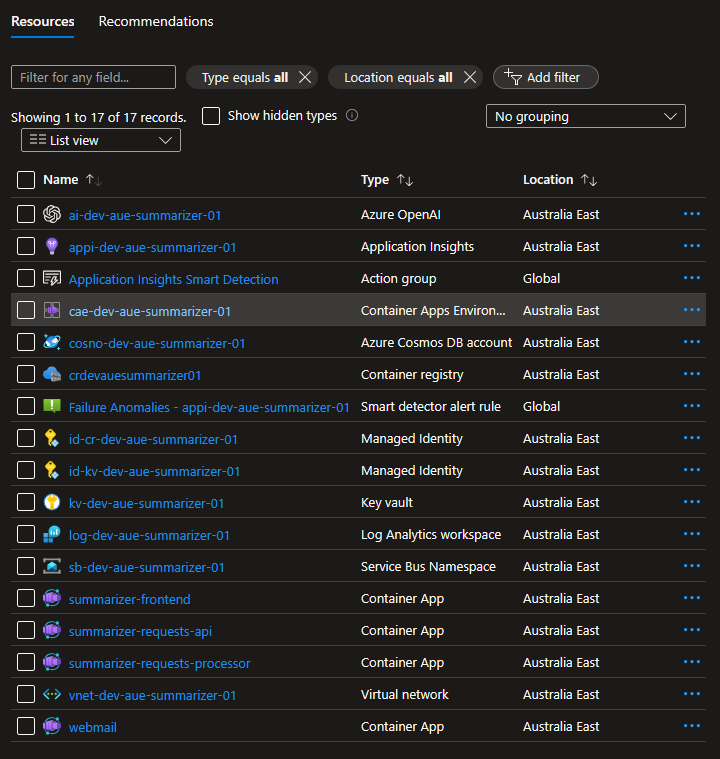 Resources Recommendations
Filter for any field... Type equals all Location equals all Add filter
Showing 1 to 17 of 17 records. Show hidden types No grouping
List view
Name Type Location
ai-dev-aue-summarizer-01 Azure OpenAI Australia East
appi-dev-aue-summarizer-01 Application Insights Australia East
Application Insights Smart Detection Action group Global
cae-dev-aue-summarizer-01 Container Apps Environ... Australia East
cosno-dev-aue-summarizer-01 Azure Cosmos DB account Australia East
crdevauesummarizer01 Container registry Australia East
Failure Anomalies - appi-dev-aue-summarizer-01 Smart detector alert rule Global
id-cr-dev-aue-summarizer-01 Managed Identity Australia East
id-kv-dev-aue-summarizer-01 Managed Identity Australia East
kv-dev-aue-summarizer-01 Key vault Australia East
log-dev-aue-summarizer-01 Log Analytics workspace Australia East
sb-dev-aue-summarizer-01 Service Bus Namespace Australia East
summarizer-frontend Container App Australia East
summarizer-requests-api Container App Australia East
summarizer-requests-processor Container App Australia East
vnet-dev-aue-summarizer-01 Virtual network Australia East
webmail Container App Australia East